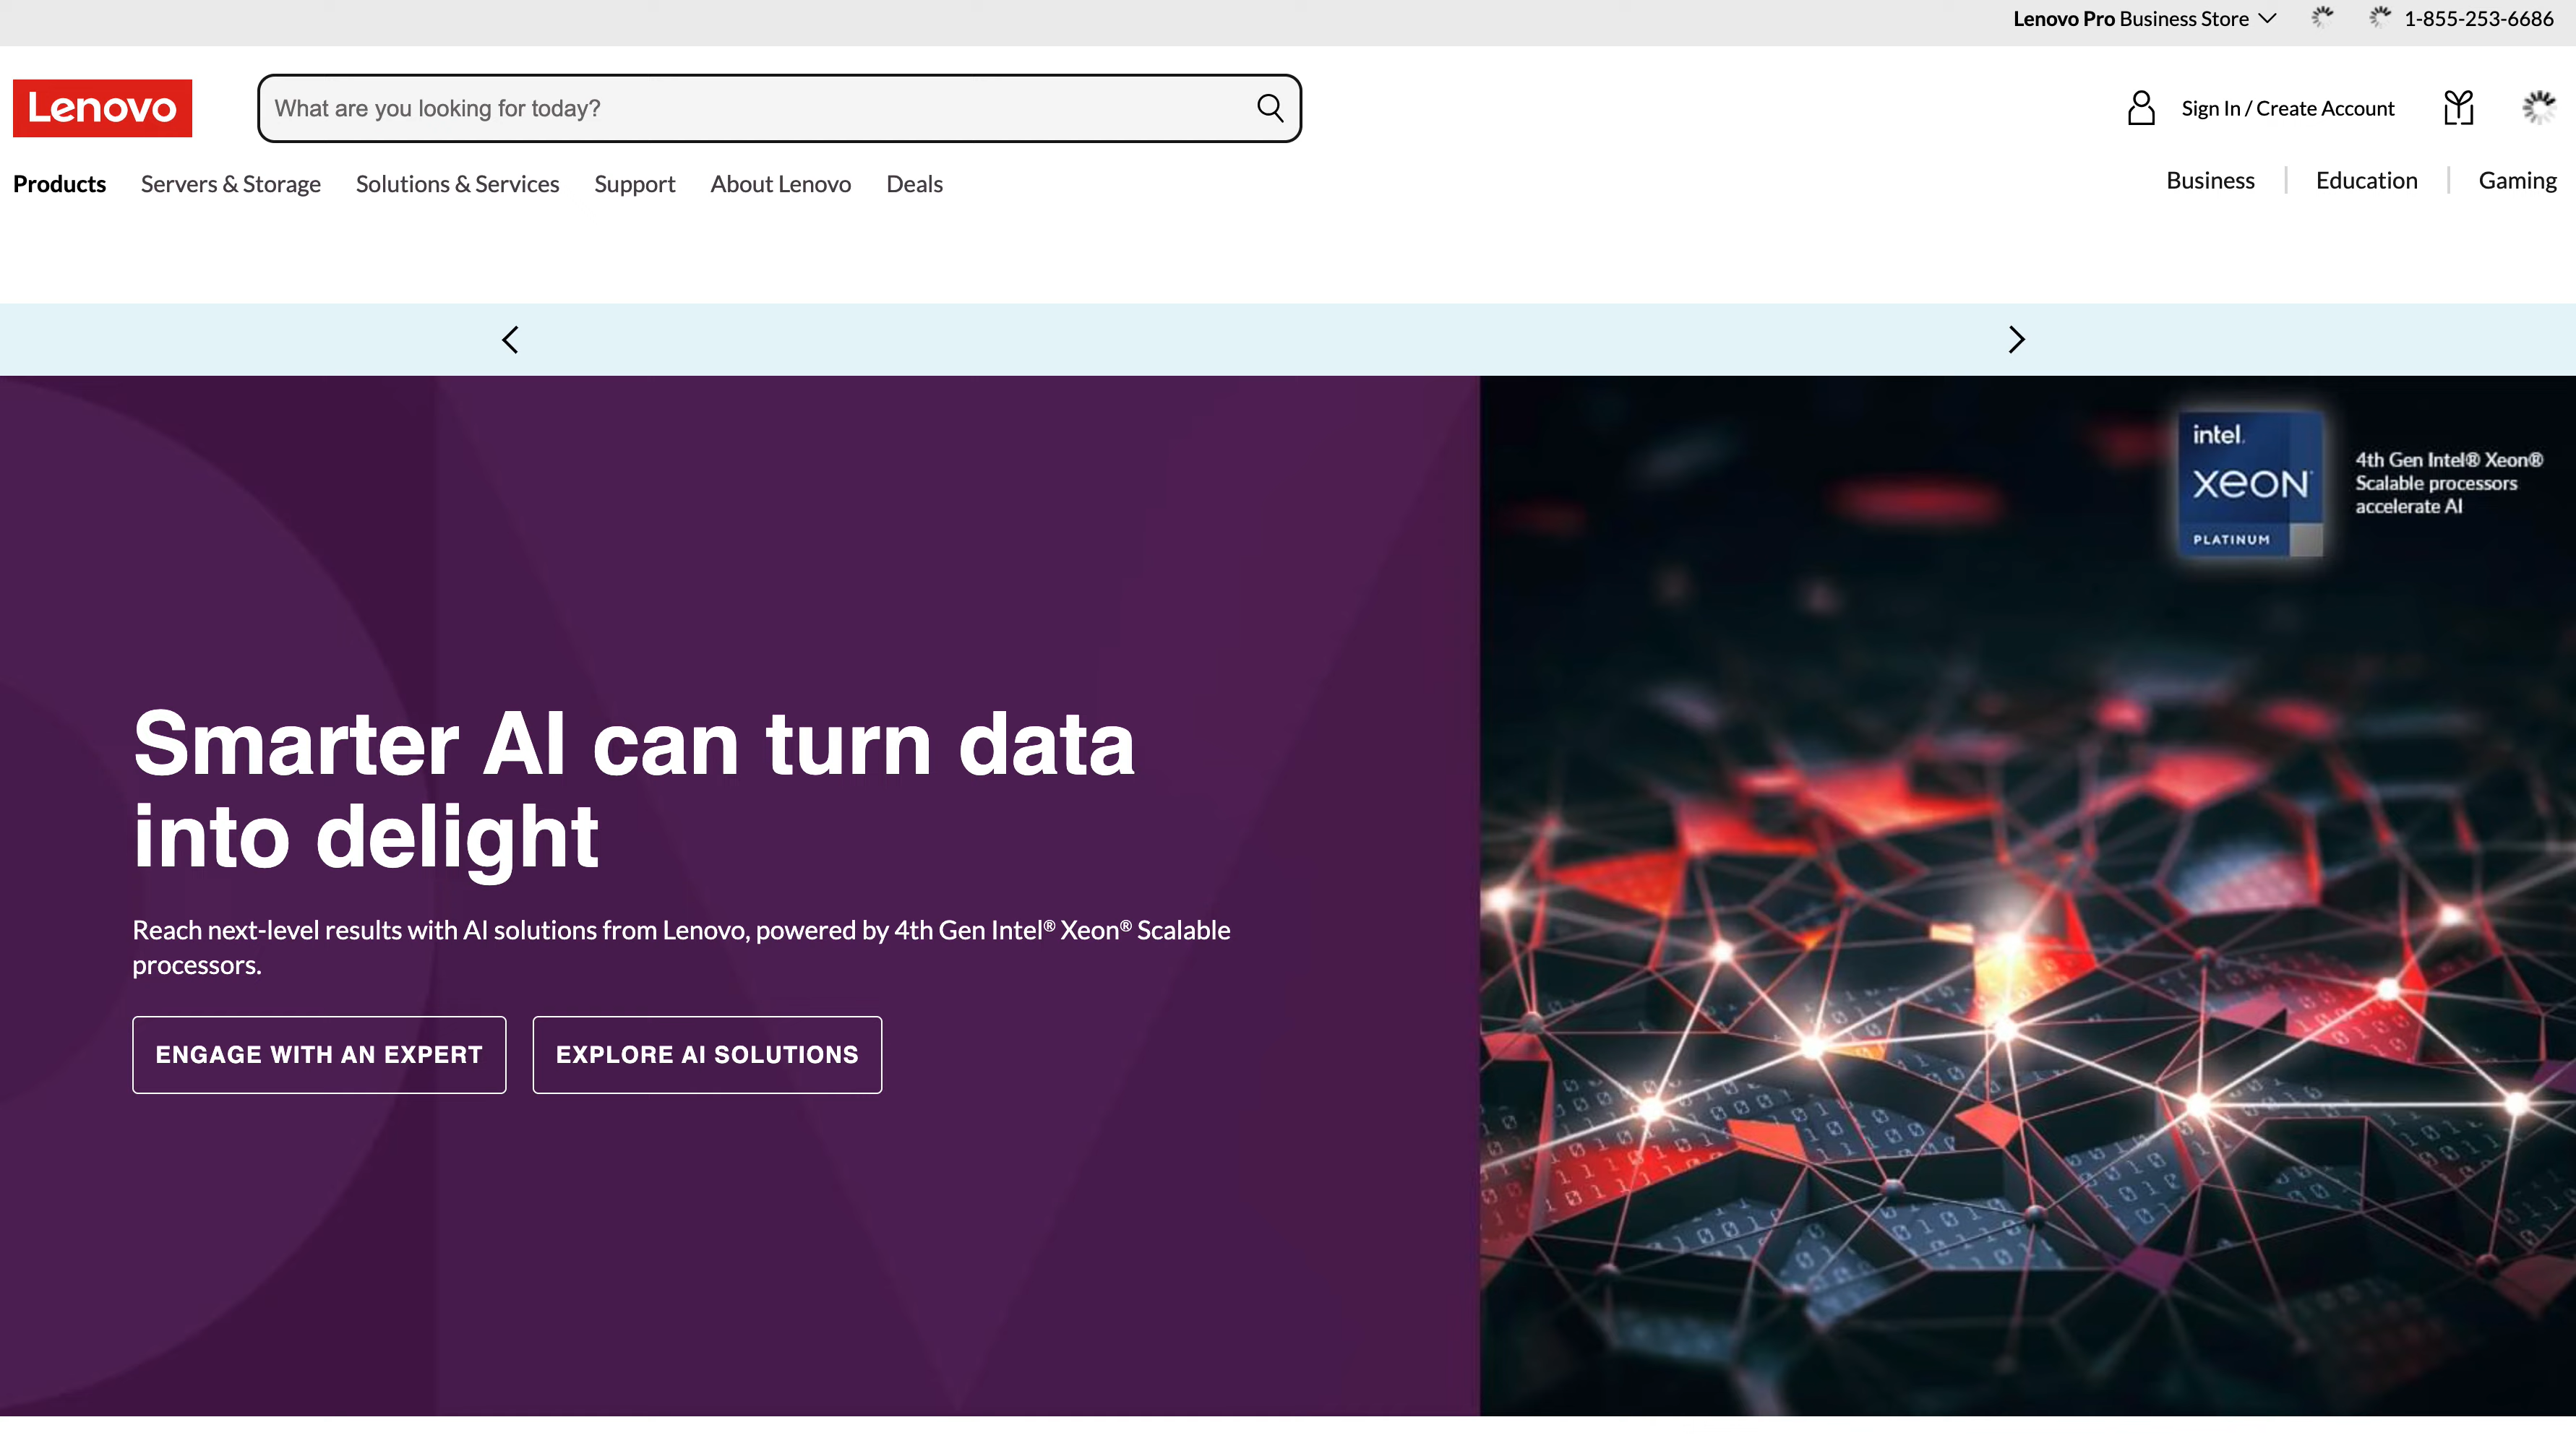 Lenovo Pro Business Store
1-855-253-6686
Lenovo
What are you looking for today?
Sign In / Create Account
Products
Servers & Storage
Solutions & Services
Support
About Lenovo
Deals
Business
Education
Gaming
intel.
xeon
PLATINUM
4th Gen Intel® Xeon®
Scalable processors
accelerate AI
Smarter AI can turn data
into delight
Reach next-level results with AI solutions from Lenovo, powered by 4th Gen Intel® Xeon® Scalable
processors.
ENGAGE WITH AN EXPERT
EXPLORE AI SOLUTIONS